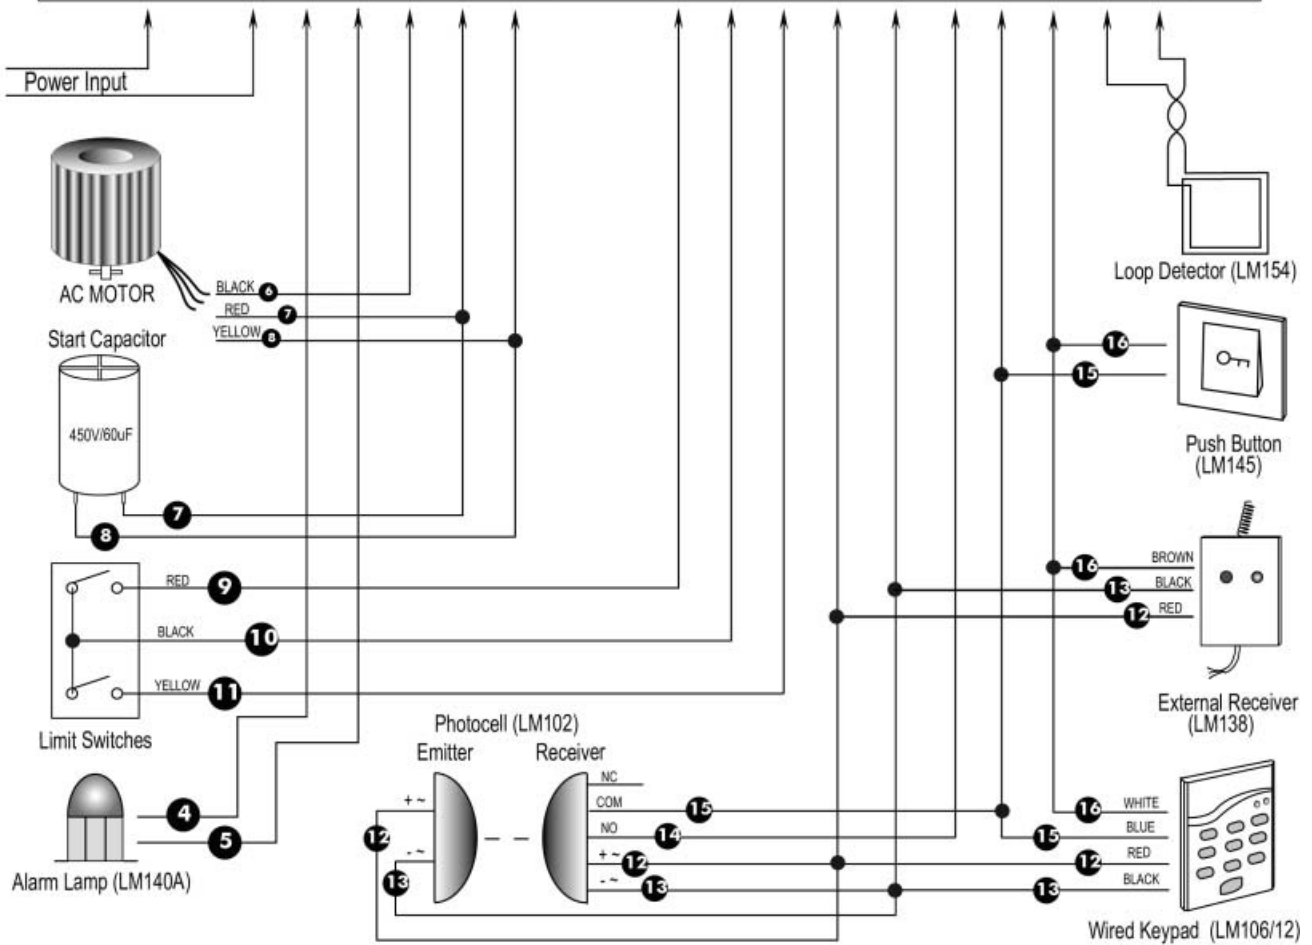 Power Input
AC MOTOR
BLACK 6
RED 7
YELLOW 8
Start Capacitor
450V/60uF
7
8
RED 9
BLACK 10
YELLOW 11
Limit Switches
4
5
Alarm Lamp (LM140A)
Photocell (LM102)
Emitter Receiver
+ ~
12
- ~
13
NC
COM 15
NO 14
+ ~ 12
- ~ 13
Loop Detector (LM154)
16
15
Push Button
(LM145)
16 BROWN
13 BLACK
12 RED
External Receiver
(LM138)
16 WHITE
15 BLUE
12 RED
13 BLACK
Wired Keypad (LM106/12)